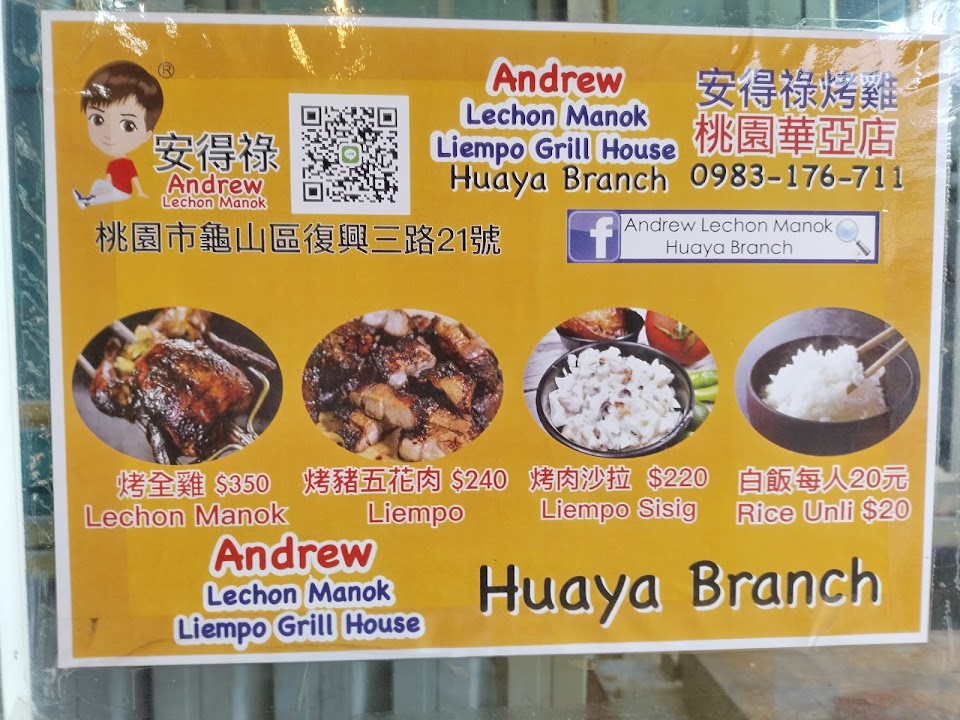 ®
安得祿
Andrew
Lechon Manok
桃園市龜山區復興三路21號
Andrew
Lechon Manok
Liempo Grill House
Huaya Branch
安得祿烤雞
桃園華亞店
0983-176-711
f
Andrew Lechon Manok
Huaya Branch
烤全雞 $350
Lechon Manok
烤豬五花肉 $240
Liempo
烤肉沙拉 $220
Liempo Sisig
白飯每人20元
Rice Unli $20
Andrew
Lechon Manok
Liempo Grill House
Huaya Branch